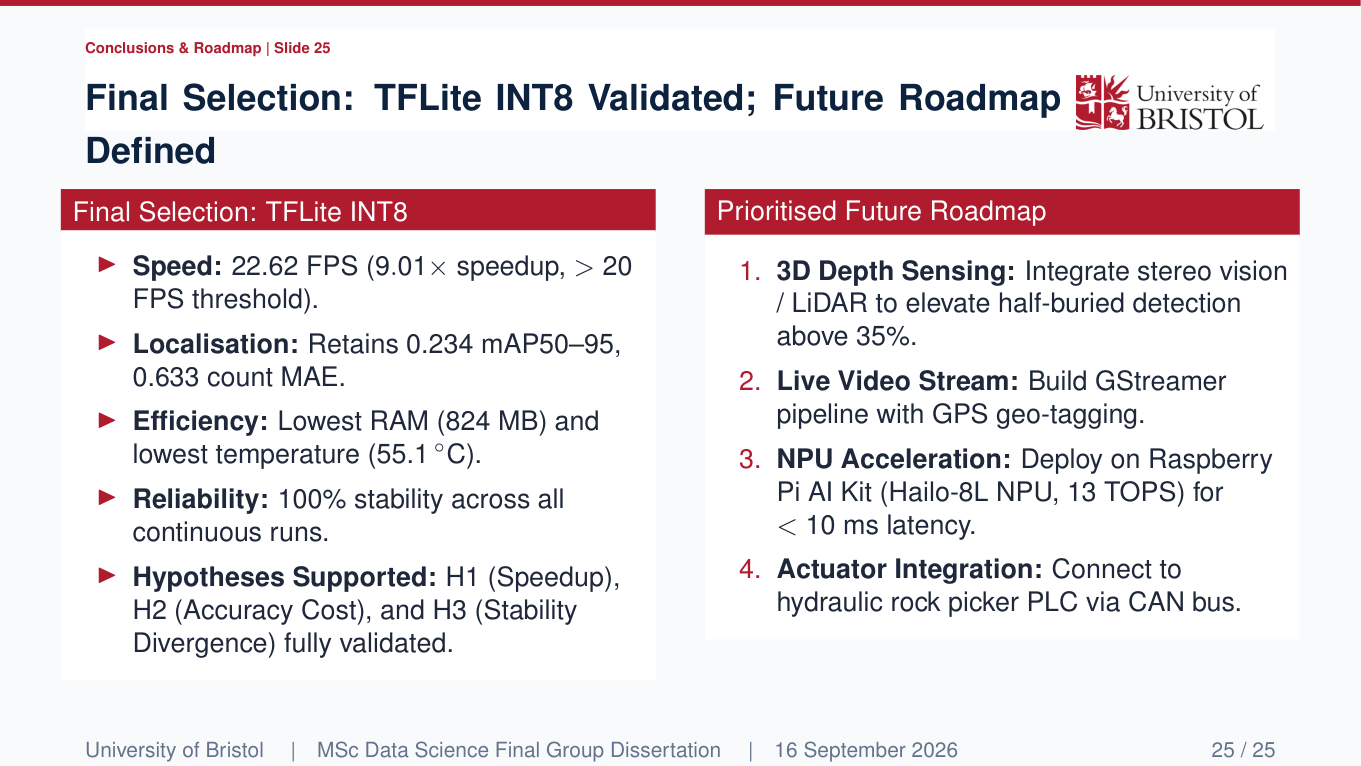 Conclusions & Roadmap | Slide 25
Final Selection: TFLite INT8 Validated; Future Roadmap
Defined
University of
BRISTOL
Final Selection: TFLite INT8
► Speed: 22.62 FPS (9.01× speedup, > 20
FPS threshold).
► Localisation: Retains 0.234 mAP50–95,
0.633 count MAE.
► Efficiency: Lowest RAM (824 MB) and
lowest temperature (55.1 °C).
► Reliability: 100% stability across all
continuous runs.
► Hypotheses Supported: H1 (Speedup),
H2 (Accuracy Cost), and H3 (Stability
Divergence) fully validated.
Prioritised Future Roadmap
1. 3D Depth Sensing: Integrate stereo vision
/ LiDAR to elevate half-buried detection
above 35%.
2. Live Video Stream: Build GStreamer
pipeline with GPS geo-tagging.
3. NPU Acceleration: Deploy on Raspberry
Pi AI Kit (Hailo-8L NPU, 13 TOPS) for
< 10 ms latency.
4. Actuator Integration: Connect to
hydraulic rock picker PLC via CAN bus.
University of Bristol | MSc Data Science Final Group Dissertation | 16 September 2026 25 / 25